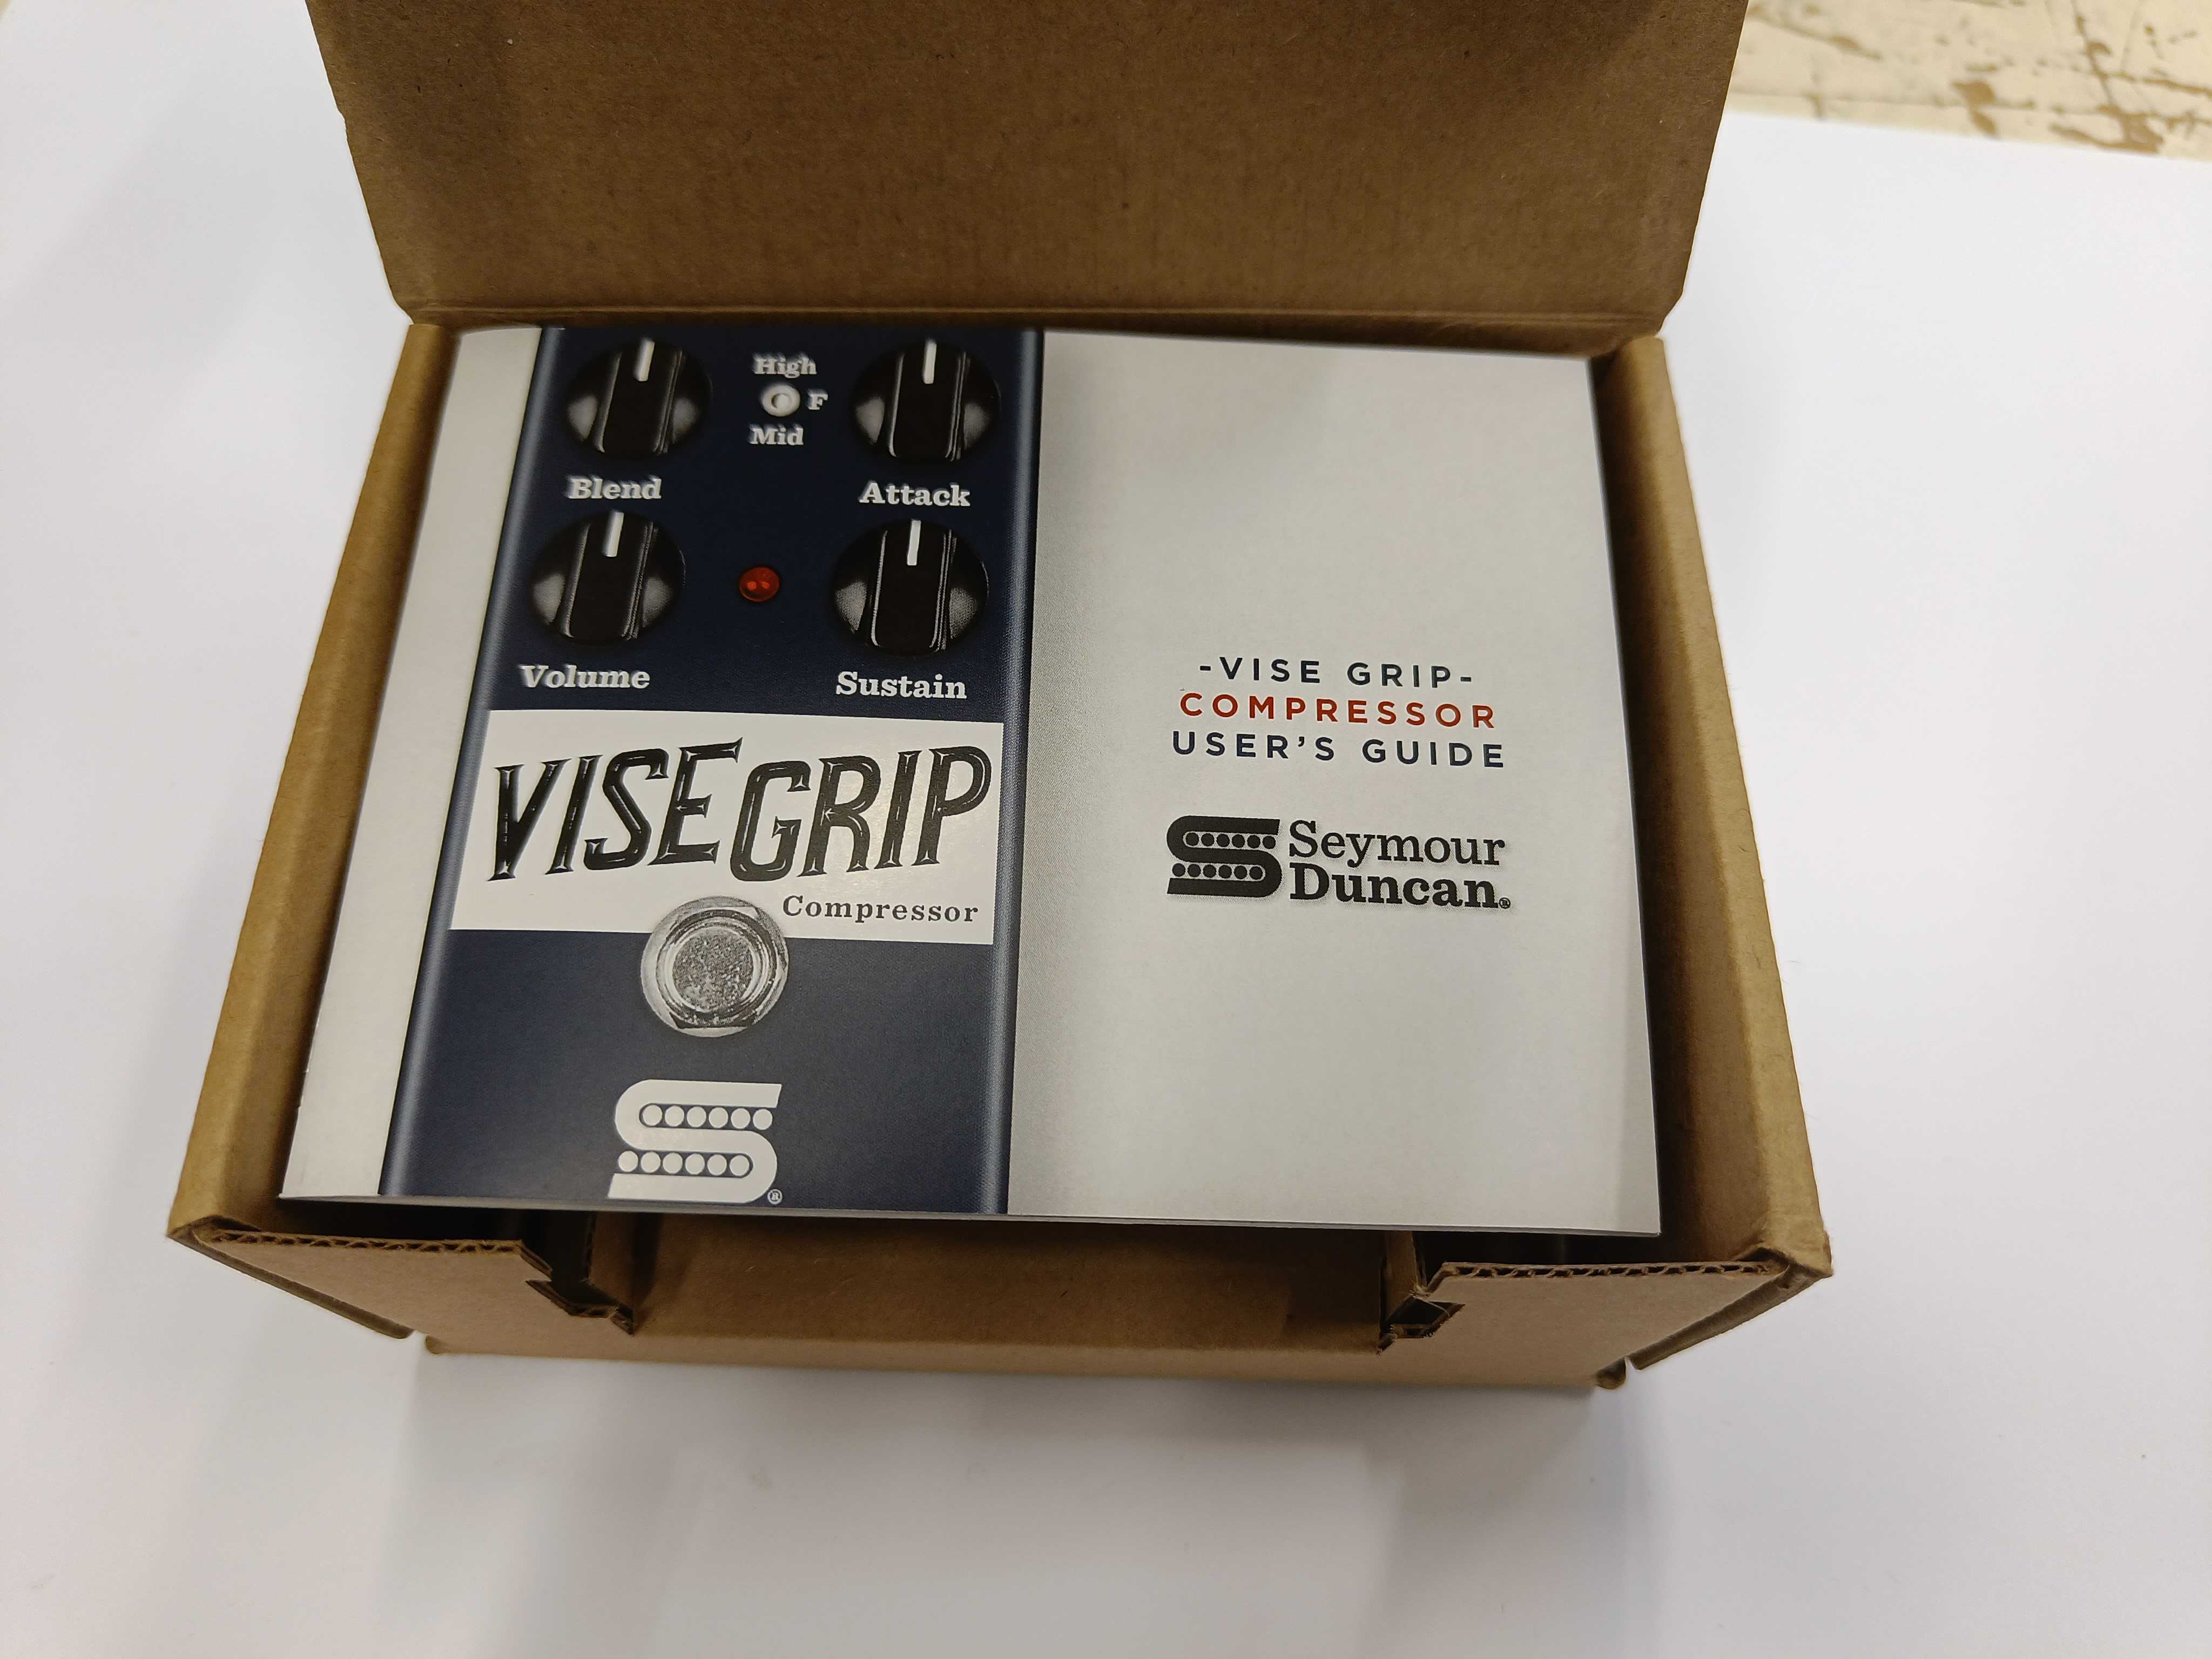 High
F
Mid
Blend
Attack
Volume
Sustain
VISE GRIP
Compressor
®
-VISE GRIP-
COMPRESSOR
USER'S GUIDE
Seymour
Duncan®